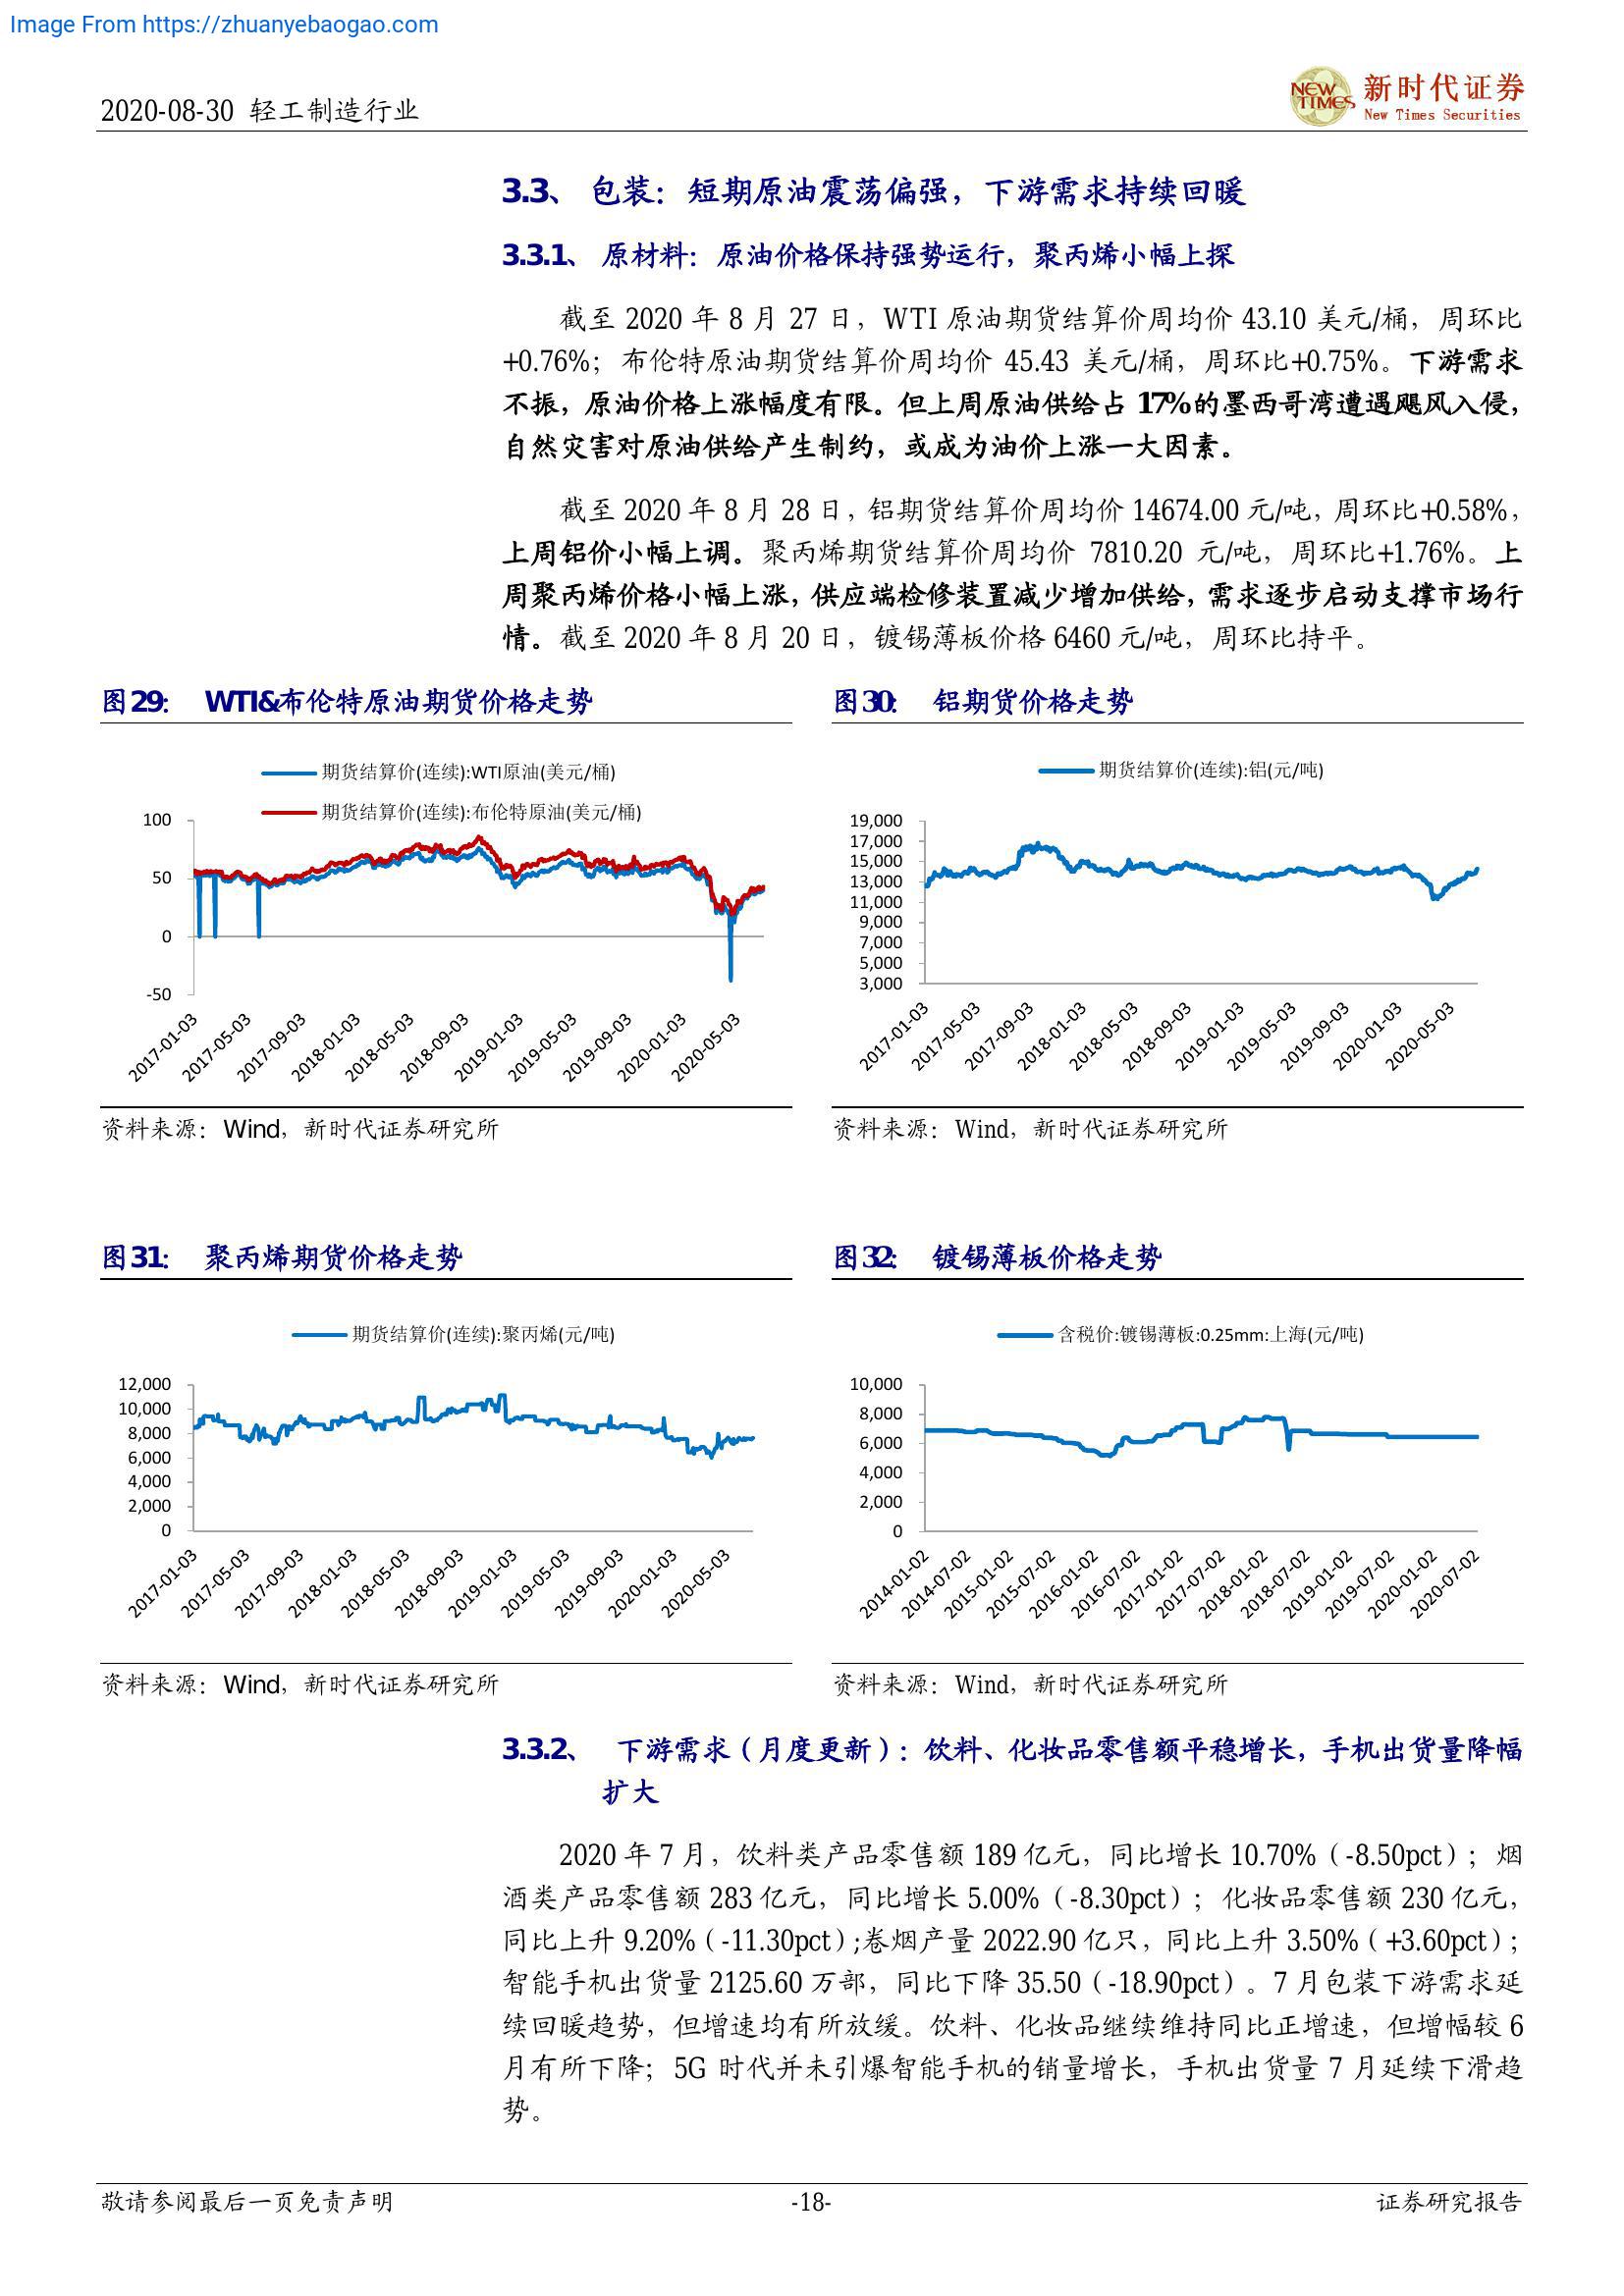 Image From https://zhuanyebaogao.com
2020-08-30 轻工制造行业
NEW TIMES
新时代证券
New Times Securities
3.3、 包装：短期原油震荡偏强，下游需求持续回暖
3.3.1、 原材料：原油价格保持强势运行，聚丙烯小幅上探
截至 2020 年 8 月 27 日，WTI 原油期货结算价周均价 43.10 美元/桶，周环比
+0.76%；布伦特原油期货结算价周均价 45.43 美元/桶，周环比+0.75%。下游需求
不振，原油价格上涨幅度有限。但上周原油供给占 17%的墨西哥湾遭遇飓风入侵，
自然灾害对原油供给产生制约，或成为油价上涨一大因素。
截至 2020 年 8 月 28 日，铝期货结算价周均价 14674.00 元/吨，周环比+0.58%，
上周铝价小幅上调。聚丙烯期货结算价周均价 7810.20 元/吨，周环比+1.76%。上
周聚丙烯价格小幅上涨，供应端检修装置减少增加供给，需求逐步启动支撑市场行
情。截至 2020 年 8 月 20 日，镀锡薄板价格 6460 元/吨，周环比持平。
图29： WTI&布伦特原油期货价格走势
期货结算价(连续):WTI原油(美元/桶)
期货结算价(连续):布伦特原油(美元/桶)
100
50
0
-50
2017-01-03
2017-05-03
2017-09-03
2018-01-03
2018-05-03
2018-09-03
2019-01-03
2019-05-03
2019-09-03
2020-01-03
2020-05-03
资料来源：Wind，新时代证券研究所
图30： 铝期货价格走势
期货结算价(连续):铝(元/吨)
19,000
17,000
15,000
13,000
11,000
9,000
7,000
5,000
3,000
2017-01-03
2017-05-03
2017-09-03
2018-01-03
2018-05-03
2018-09-03
2019-01-03
2019-05-03
2019-09-03
2020-01-03
2020-05-03
资料来源：Wind，新时代证券研究所
图31： 聚丙烯期货价格走势
期货结算价(连续):聚丙烯(元/吨)
12,000
10,000
8,000
6,000
4,000
2,000
0
2017-01-03
2017-05-03
2017-09-03
2018-01-03
2018-05-03
2018-09-03
2019-01-03
2019-05-03
2019-09-03
2020-01-03
2020-05-03
资料来源：Wind，新时代证券研究所
图32： 镀锡薄板价格走势
含税价:镀锡薄板:0.25mm:上海(元/吨)
10,000
8,000
6,000
4,000
2,000
0
2014-01-02
2014-07-02
2015-01-02
2015-07-02
2016-01-02
2016-07-02
2017-01-02
2017-07-02
2018-01-02
2018-07-02
2019-01-02
2019-07-02
2020-01-02
2020-07-02
资料来源：Wind，新时代证券研究所
3.3.2、 下游需求（月度更新）：饮料、化妆品零售额平稳增长，手机出货量降幅
扩大
2020 年 7 月，饮料类产品零售额 189 亿元，同比增长 10.70%（-8.50pct）；烟
酒类产品零售额 283 亿元，同比增长 5.00%（-8.30pct）；化妆品零售额 230 亿元，
同比上升 9.20%（-11.30pct）;卷烟产量 2022.90 亿只，同比上升 3.50%（+3.60pct）；
智能手机出货量 2125.60 万部，同比下降 35.50（-18.90pct）。7 月包装下游需求延
续回暖趋势，但增速均有所放缓。饮料、化妆品继续维持同比正增速，但增幅较 6
月有所下降；5G 时代并未引爆智能手机的销量增长，手机出货量 7 月延续下滑趋
势。
敬请参阅最后一页免责声明
-18-
证券研究报告